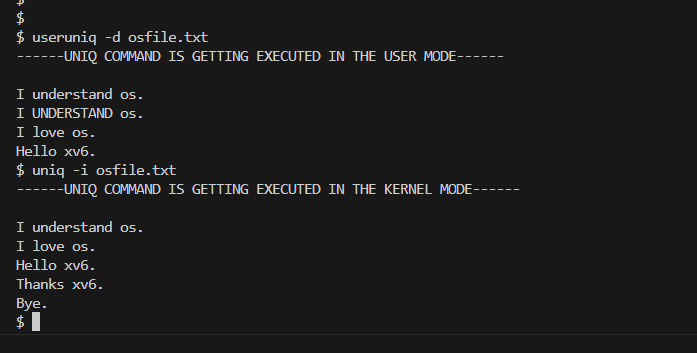 $
$
$ useruniq -d osfile.txt
------UNIQ COMMAND IS GETTING EXECUTED IN THE USER MODE------
I understand os.
I UNDERSTAND os.
I love os.
Hello xv6.
$ uniq -i osfile.txt
------UNIQ COMMAND IS GETTING EXECUTED IN THE KERNEL MODE------
I understand os.
I love os.
Hello xv6.
Thanks xv6.
Bye.
$